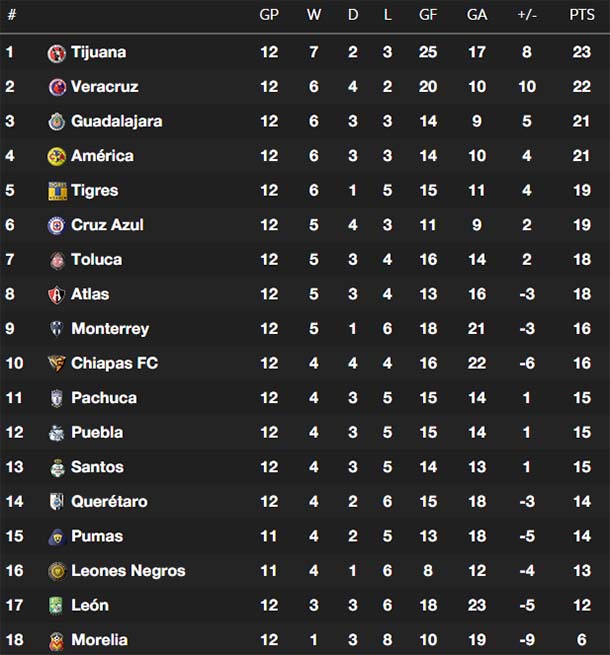 # GP W D L GF GA +/- PTS
1 Tijuana 12 7 2 3 25 17 8 23
2 Veracruz 12 6 4 2 20 10 10 22
3 Guadalajara 12 6 3 3 14 9 5 21
4 América 12 6 3 3 14 10 4 21
5 Tigres 12 6 1 5 15 11 4 19
6 Cruz Azul 12 5 4 3 11 9 2 19
7 Toluca 12 5 3 4 16 14 2 18
8 Atlas 12 5 3 4 13 16 -3 18
9 Monterrey 12 5 1 6 18 21 -3 16
10 Chiapas FC 12 4 4 4 16 22 -6 16
11 Pachuca 12 4 3 5 15 14 1 15
12 Puebla 12 4 3 5 15 14 1 15
13 Santos 12 4 3 5 14 13 1 15
14 Querétaro 12 4 2 6 15 18 -3 14
15 Pumas 11 4 2 5 13 18 -5 14
16 Leones Negros 11 4 1 6 8 12 -4 13
17 León 12 3 3 6 18 23 -5 12
18 Morelia 12 1 3 8 10 19 -9 6